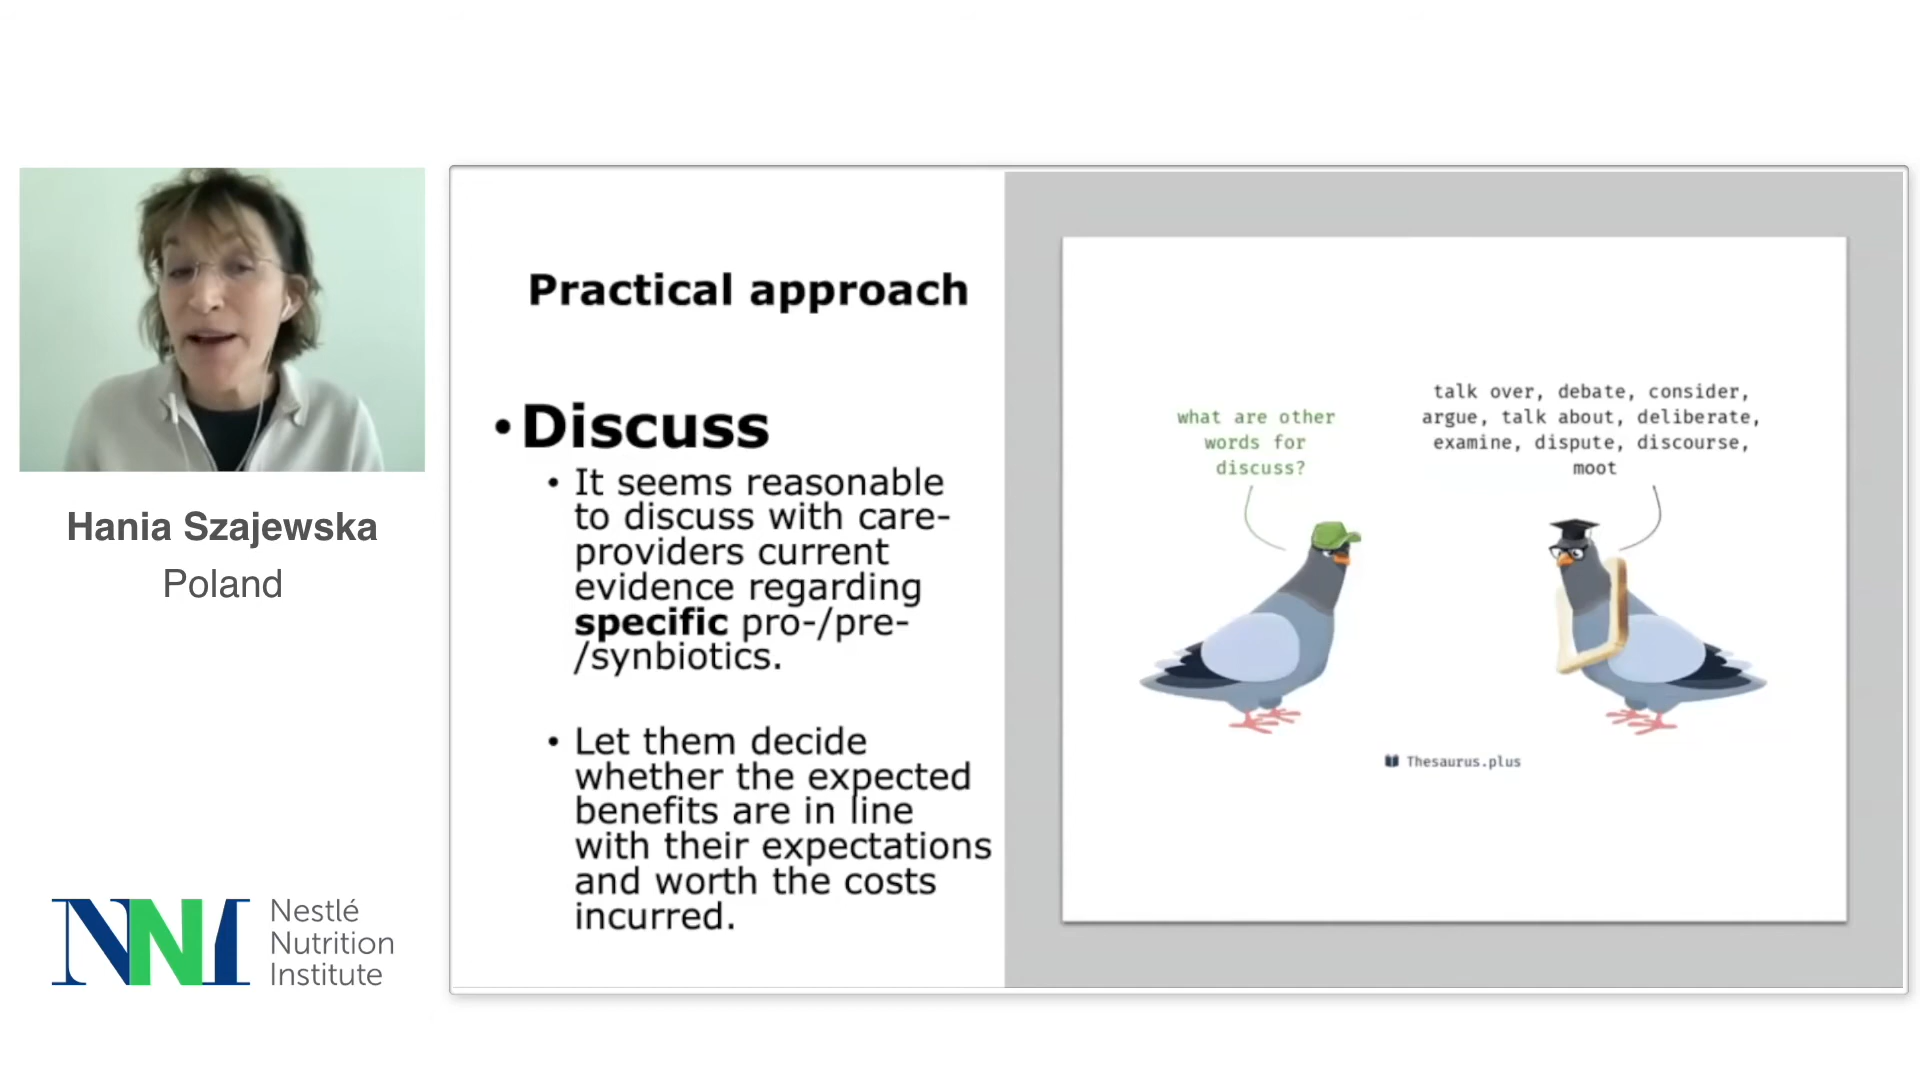 Hania Szajewska
Poland
NNI
Nestlé
Nutrition
Institute
Practical approach
• Discuss
• It seems reasonable
to discuss with care-
providers current
evidence regarding
specific pro-/pre-
/synbiotics.
• Let them decide
whether the expected
benefits are in line
with their expectations
and worth the costs
incurred.
what are other
words for
discuss?
talk over, debate, consider,
argue, talk about, deliberate,
examine, dispute, discourse,
moot
Thesaurus.plus